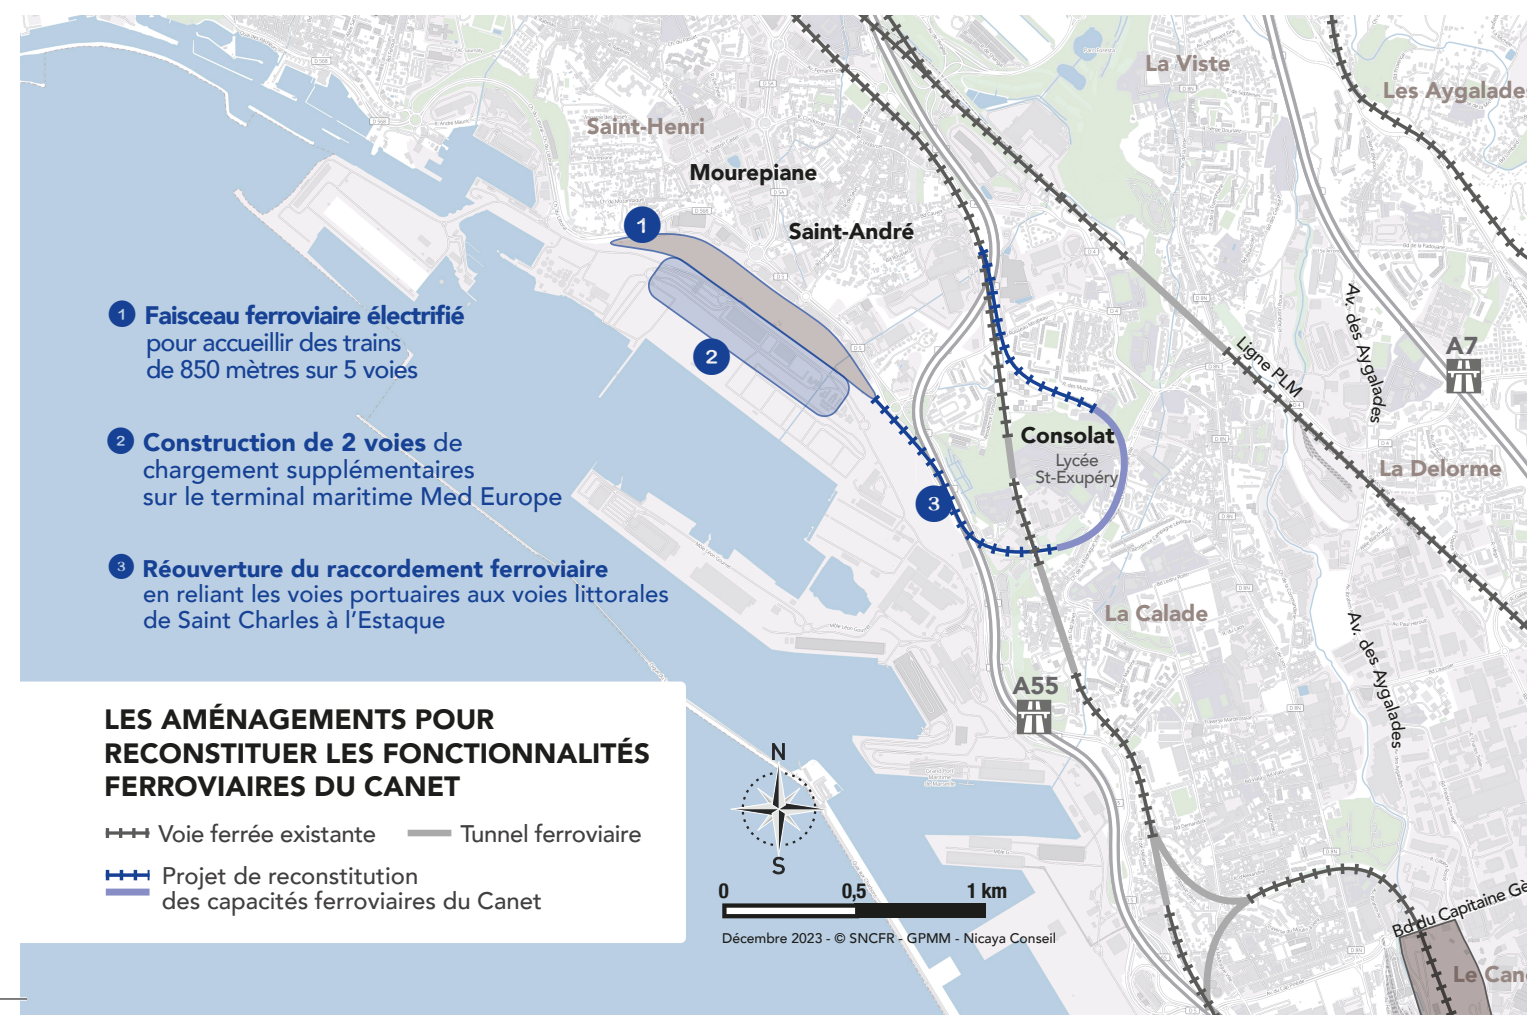 La Viste
Les Aygalades
Saint-Henri
Mourepiane
Saint-André
1
2
3
1 Faisceau ferroviaire électrifié
pour accueillir des trains
de 850 mètres sur 5 voies
2 Construction de 2 voies de
chargement supplémentaires
sur le terminal maritime Med Europe
3 Réouverture du raccordement ferroviaire
en reliant les voies portuaires aux voies littorales
de Saint Charles à l'Estaque
Ligne PLM
Av. des Aygalades
A7
Consolat
Lycée
St-Exupéry
La Delorme
La Calade
Av. des Aygalades
A55
LES AMÉNAGEMENTS POUR
RECONSTITUER LES FONCTIONNALITÉS
FERROVIAIRES DU CANET
Voie ferrée existante
Tunnel ferroviaire
Projet de reconstitution
des capacités ferroviaires du Canet
N
S
0 0,5 1 km
Décembre 2023 - © SNCFR - GPMM - Nicaya Conseil
Bd du Capitaine Gè
Le Can